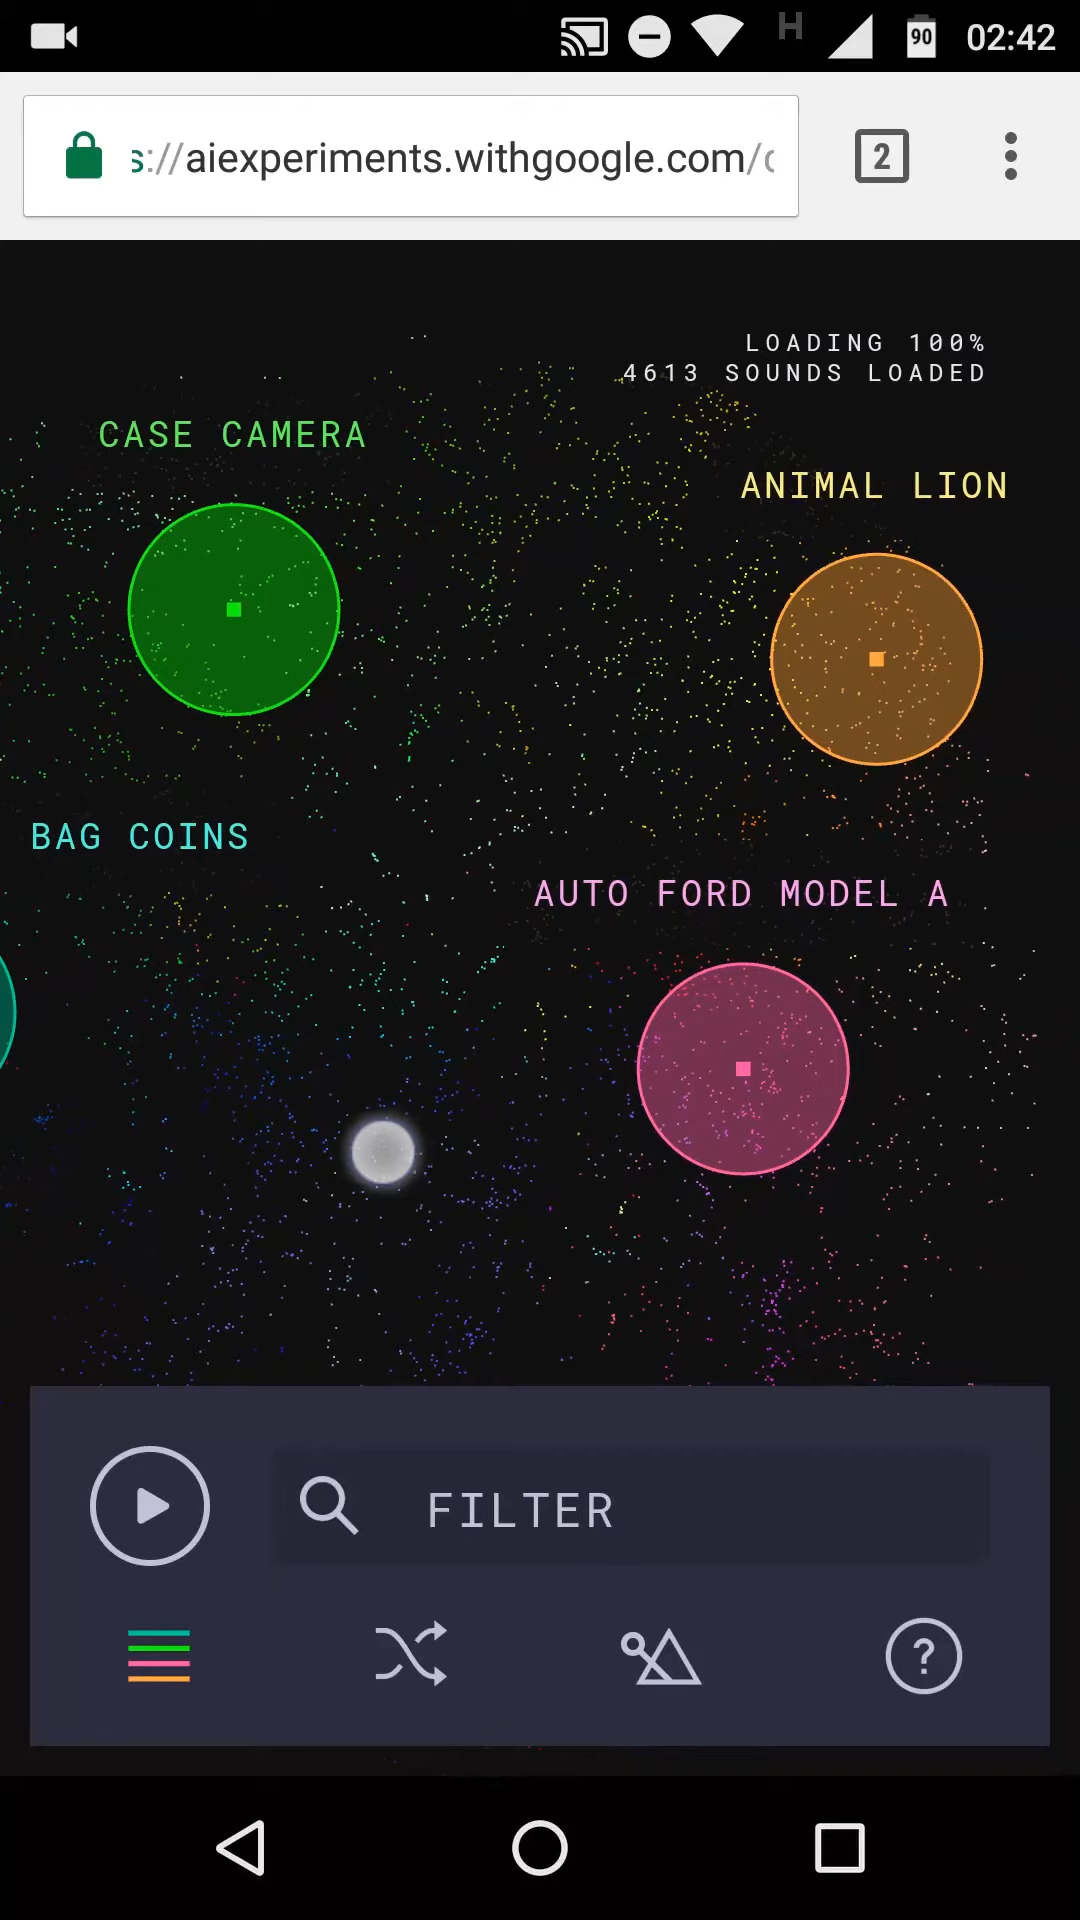 H 90 02:42
s://aiexperiments.withgoogle.com/
2
LOADING 100%
4613 SOUNDS LOADED
CASE CAMERA
ANIMAL LION
BAG COINS
AUTO FORD MODEL A
FILTER
?